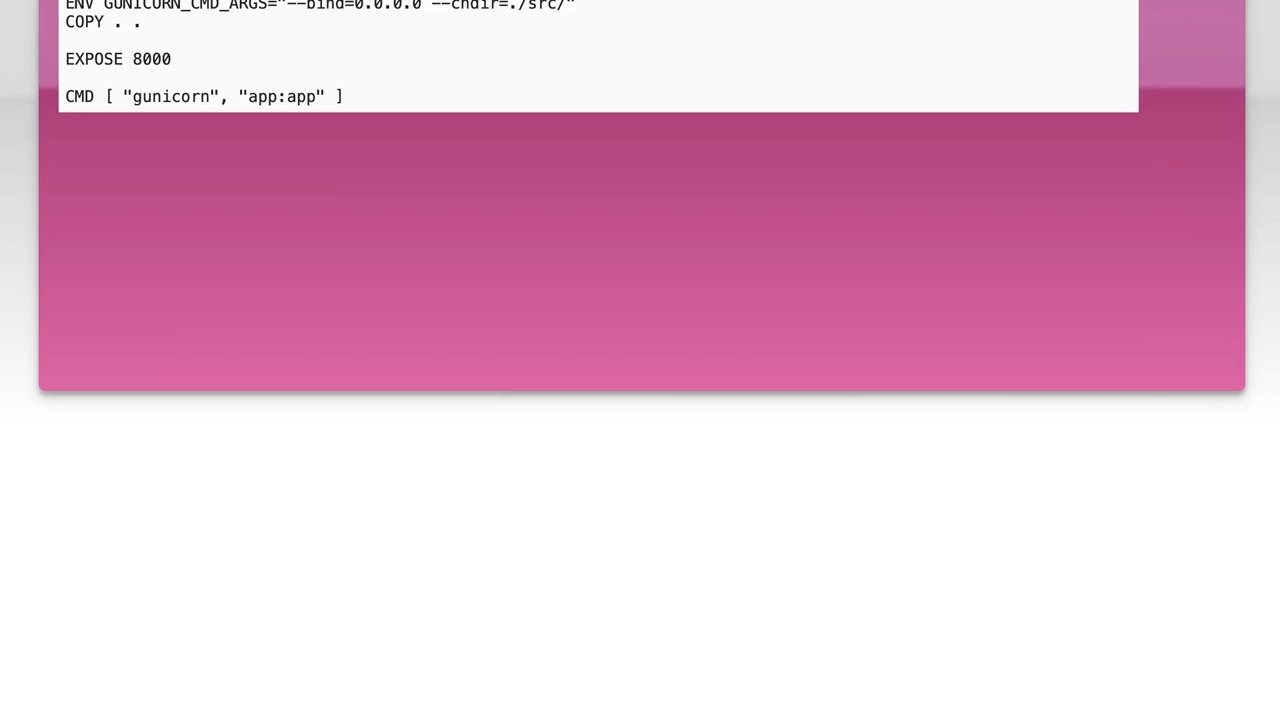 ENV GUNICORN_CMD_ARGS="--bind=0.0.0.0 --chdir=./src/"
COPY . .
EXPOSE 8000
CMD [ "gunicorn", "app:app" ]